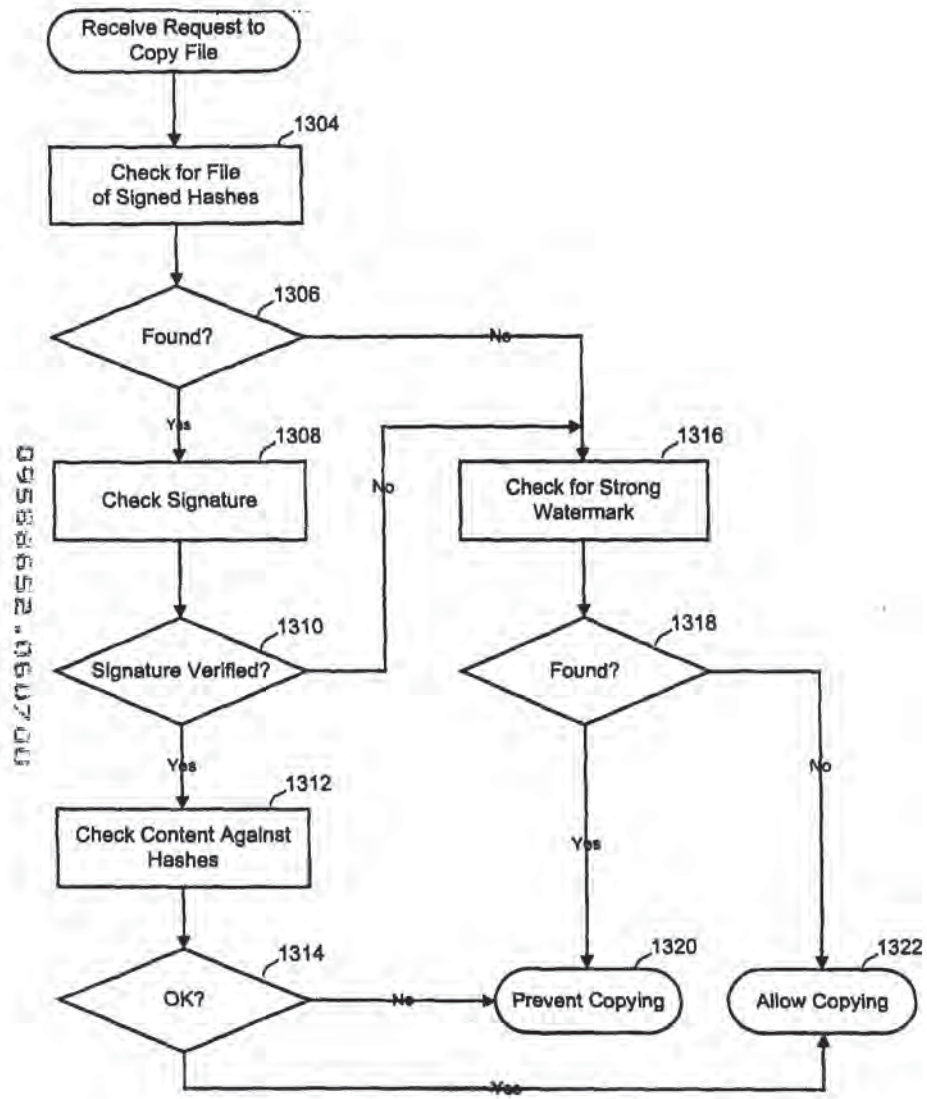 Receive Request to
Copy File
1304
Check for File
of Signed Hashes
1306
Found?
No
Yes
1308
Check Signature
No
1316
Check for Strong
Watermark
1310
Signature Verified?
1318
Found?
Yes
No
1312
Check Content Against
Hashes
Yes
1314
OK?
No
1320
Prevent Copying
1322
Allow Copying
Yes
09588652.060700